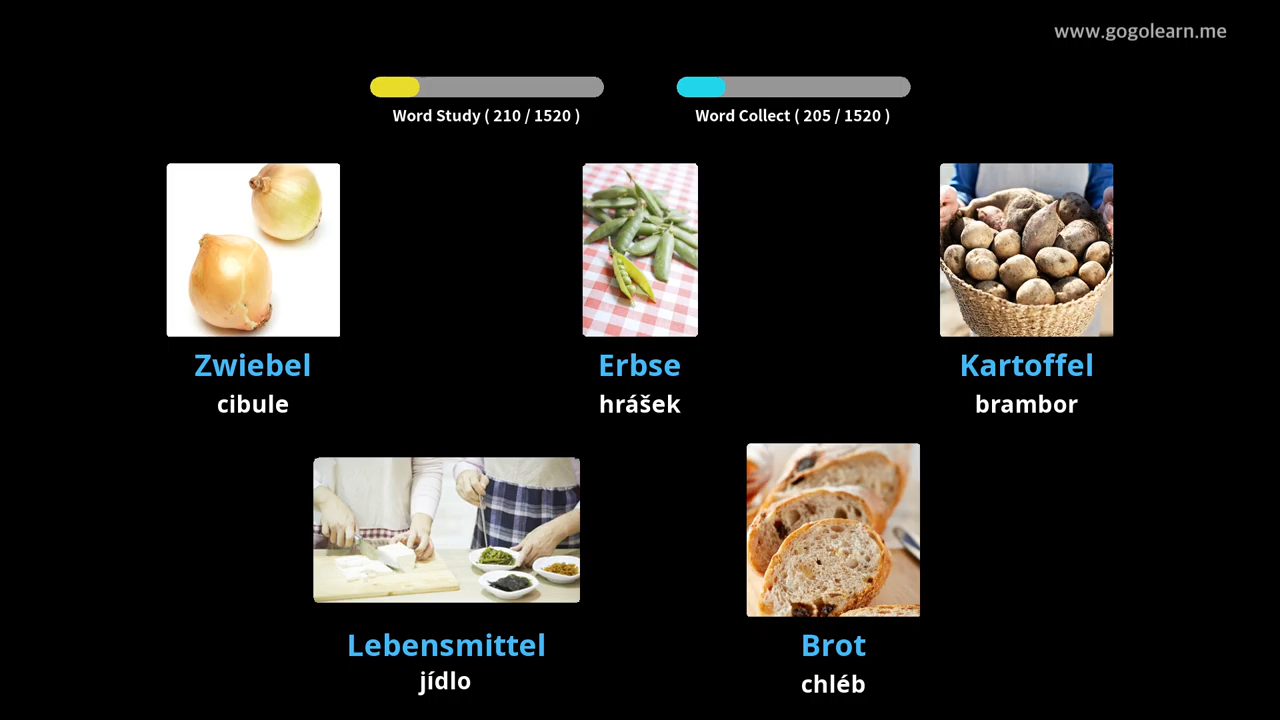 www.gogolearn.me
Word Study ( 210 / 1520 )
Word Collect ( 205 / 1520 )
Zwiebel
cibule
Erbse
hrášek
Kartoffel
brambor
Lebensmittel
jídlo
Brot
chléb